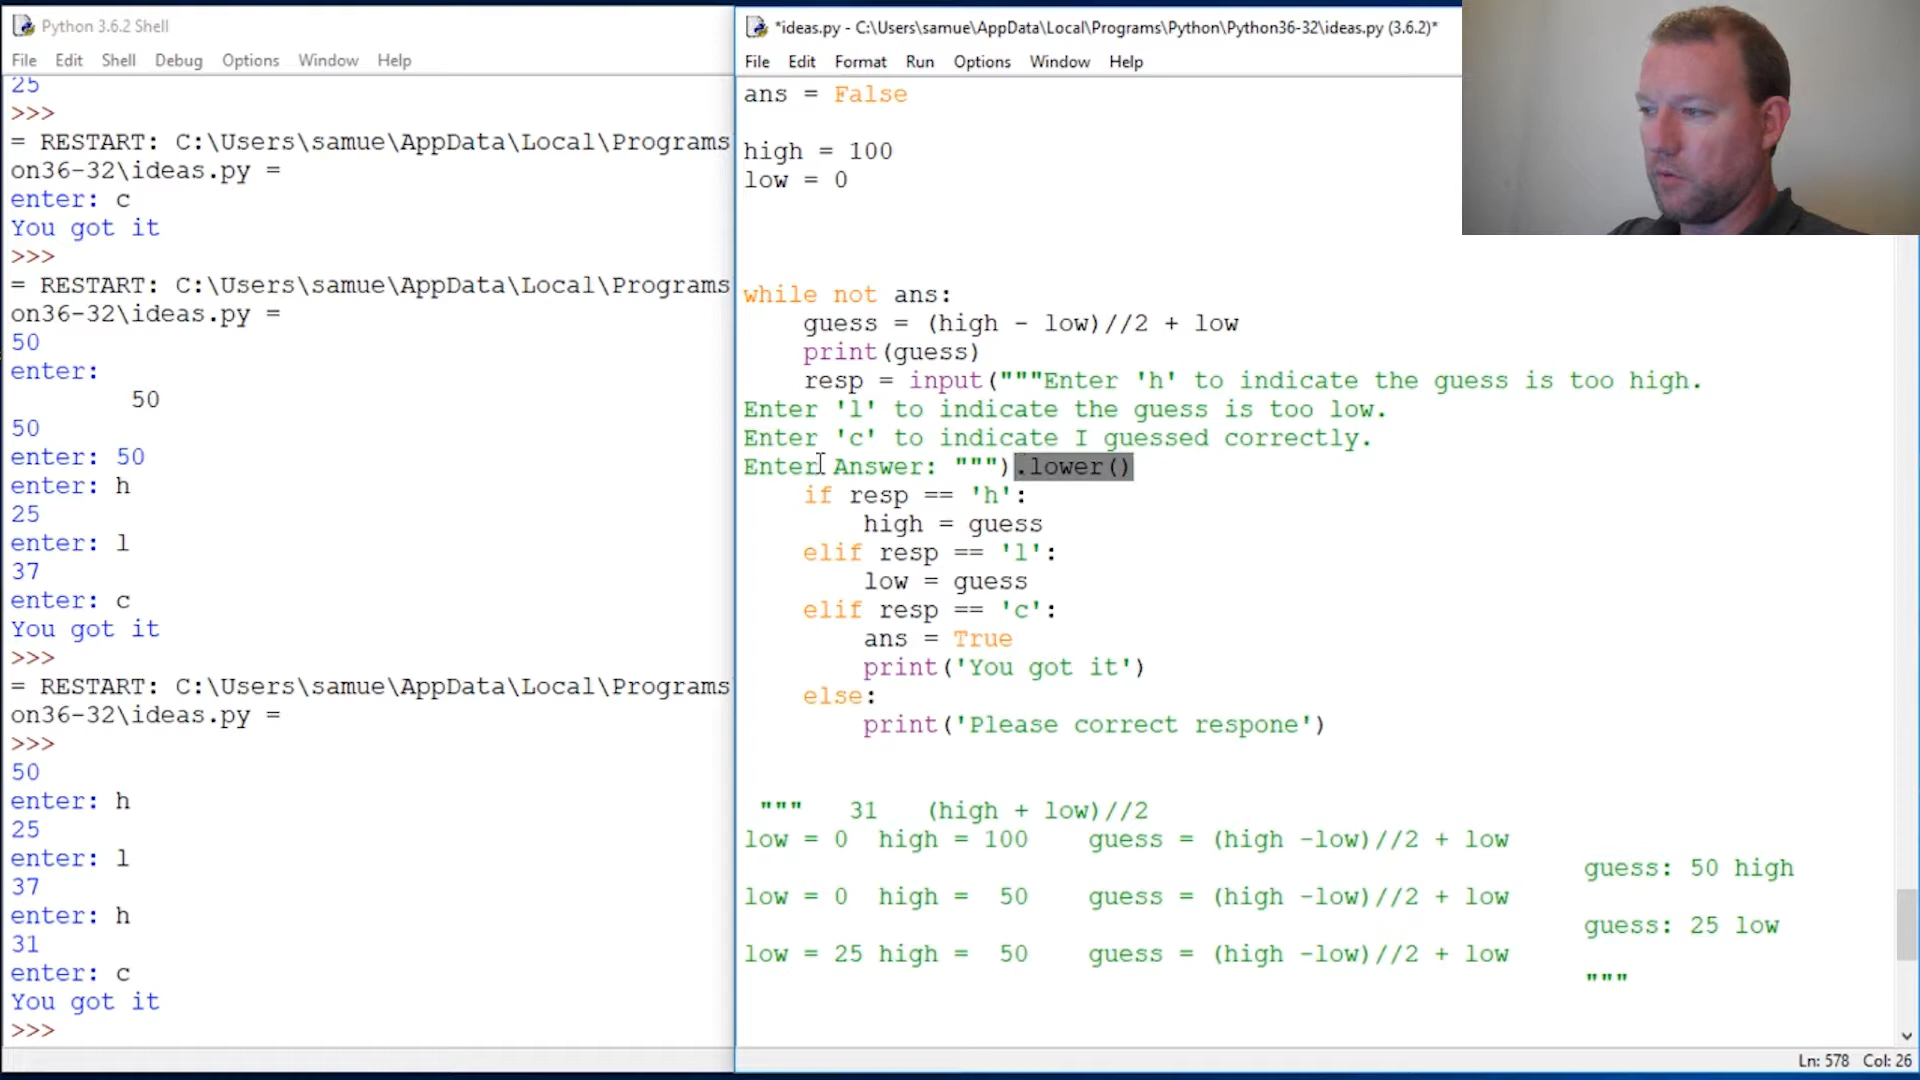 Python 3.6.2 Shell
File Edit Shell Debug Options Window Help
25
>>>
= RESTART: C:\Users\samue\AppData\Local\Programs
on36-32\ideas.py =
enter: c
You got it
>>>
= RESTART: C:\Users\samue\AppData\Local\Programs
on36-32\ideas.py =
50
enter:
50
50
enter: 50
enter: h
25
enter: l
37
enter: c
You got it
>>>
= RESTART: C:\Users\samue\AppData\Local\Programs
on36-32\ideas.py =
>>>
50
enter: h
25
enter: l
37
enter: h
31
enter: c
You got it
>>>
*ideas.py - C:\Users\samue\AppData\Local\Programs\Python\Python36-32\ideas.py (3.6.2)*
File Edit Format Run Options Window Help
ans = False
high = 100
low = 0
while not ans:
guess = (high - low)//2 + low
print(guess)
resp = input("""Enter 'h' to indicate the guess is too high.
Enter 'l' to indicate the guess is too low.
Enter 'c' to indicate I guessed correctly.
Enter Answer: """).lower()
if resp == 'h':
high = guess
elif resp == 'l':
low = guess
elif resp == 'c':
ans = True
print('You got it')
else:
print('Please correct respone')
""" 31 (high + low)//2
low = 0 high = 100 guess = (high -low)//2 + low
guess: 50 high
low = 0 high = 50 guess = (high -low)//2 + low
guess: 25 low
low = 25 high = 50 guess = (high -low)//2 + low
"""
Ln: 578 Col: 26